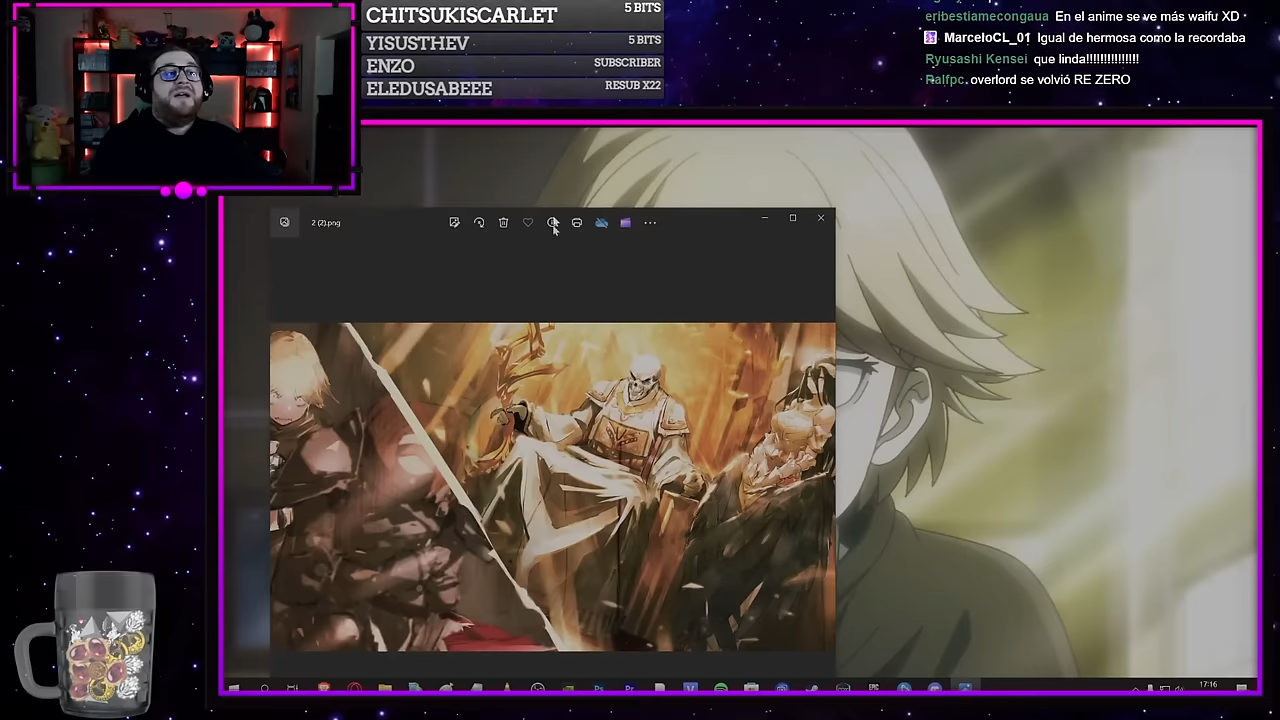 CHITSUKISCARLET 5 BITS
YISUSTHEV 5 BITS
ENZO SUBSCRIBER
ELEDUSABEEE RESUB X22
eribestiamecongaua En el anime se ve más waifu XD
MarceloCL_01 Igual de hermosa como la recordaba
Ryusashi Kensei que linda!!!!!!!!!!!!!!
Ralfpc. overlord se volvió RE ZERO
2 (2).png
17:16